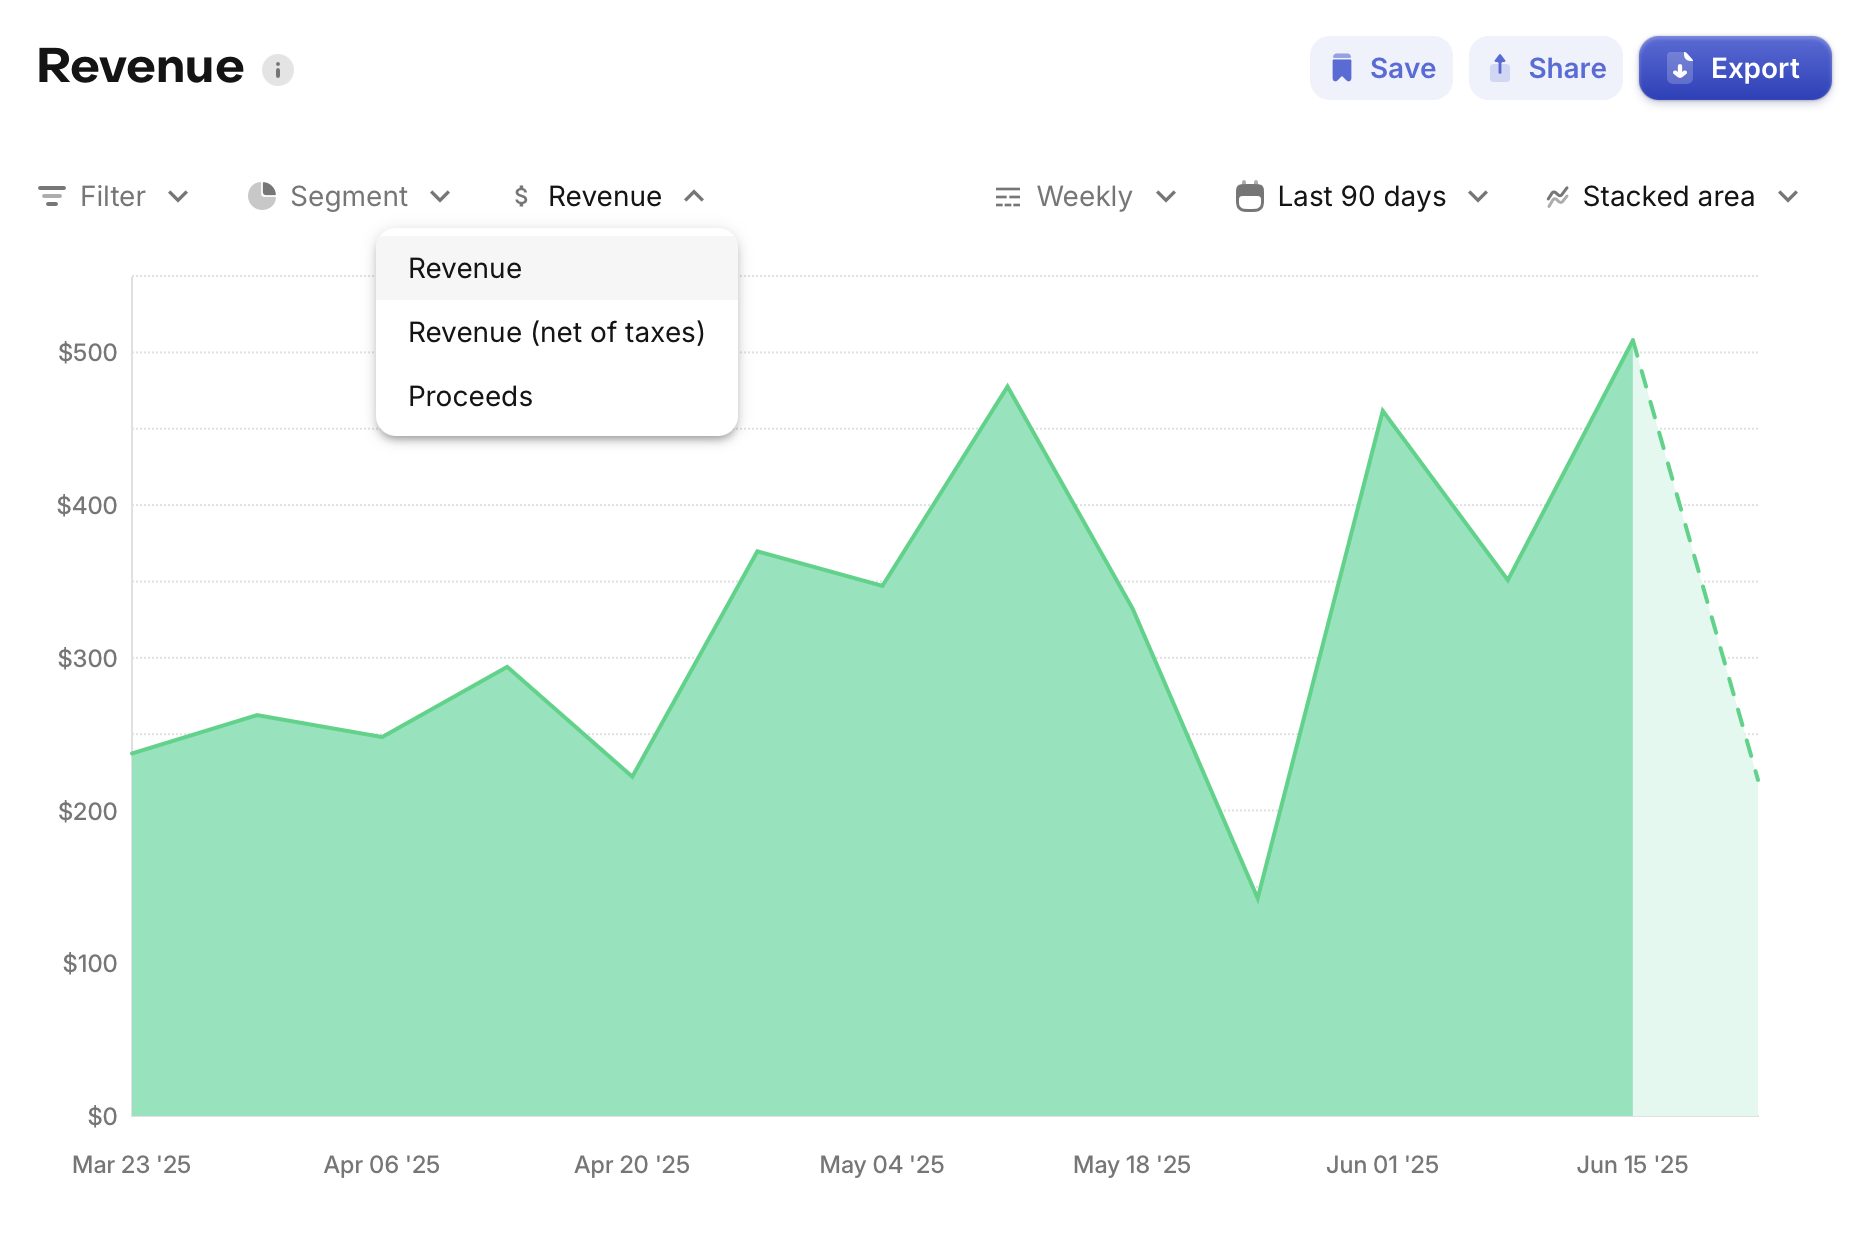 Revenue
Save
Share
Export
Filter
Segment
$ Revenue
Weekly
Last 90 days
Stacked area
Revenue
Revenue (net of taxes)
Proceeds
$500
$400
$300
$200
$100
$0
Mar 23 '25
Apr 06 '25
Apr 20 '25
May 04 '25
May 18 '25
Jun 01 '25
Jun 15 '25